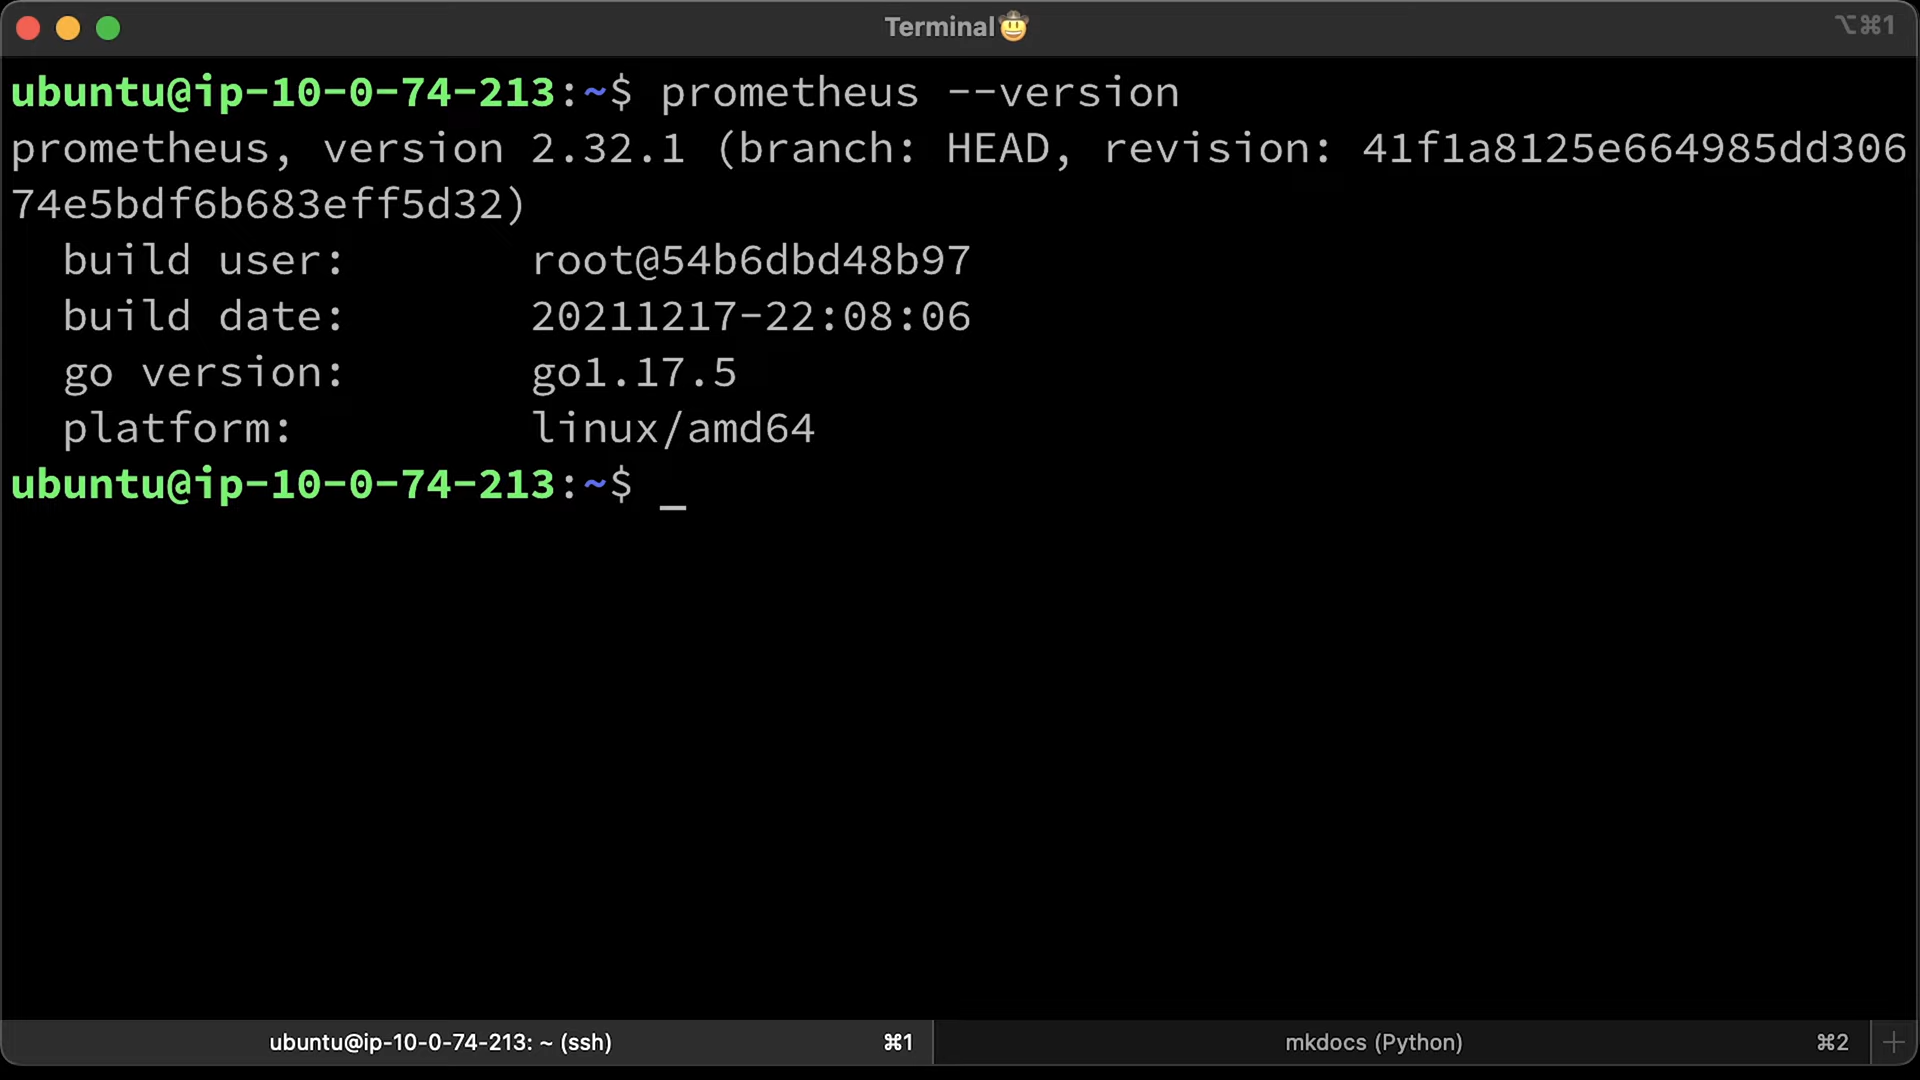 Terminal🤠
⌥⌘1
ubuntu@ip-10-0-74-213:~$ prometheus --version
prometheus, version 2.32.1 (branch: HEAD, revision: 41f1a8125e664985dd306
74e5bdf6b683eff5d32)
build user: root@54b6dbd48b97
build date: 20211217-22:08:06
go version: go1.17.5
platform: linux/amd64
ubuntu@ip-10-0-74-213:~$ _
ubuntu@ip-10-0-74-213: ~ (ssh) ⌘1
mkdocs (Python) ⌘2 +